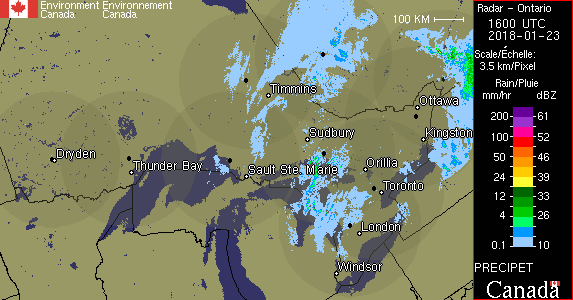 Environment Environnement
Canada Canada
100 KM
Timmins
Ottawa
Sudbury
Kingston
Dryden
Thunder Bay
Sault Ste. Marie
Orillia
Toronto
London
Windsor
Radar - Ontario
1600 UTC
2018-01-23
Scale/Échelle:
3.5 km/Pixel
Rain/Pluie
mm/hr dBZ
200 61
100 56
50 46
24 39
12 33
4 26
0.1 10
PRECIPET
Canada